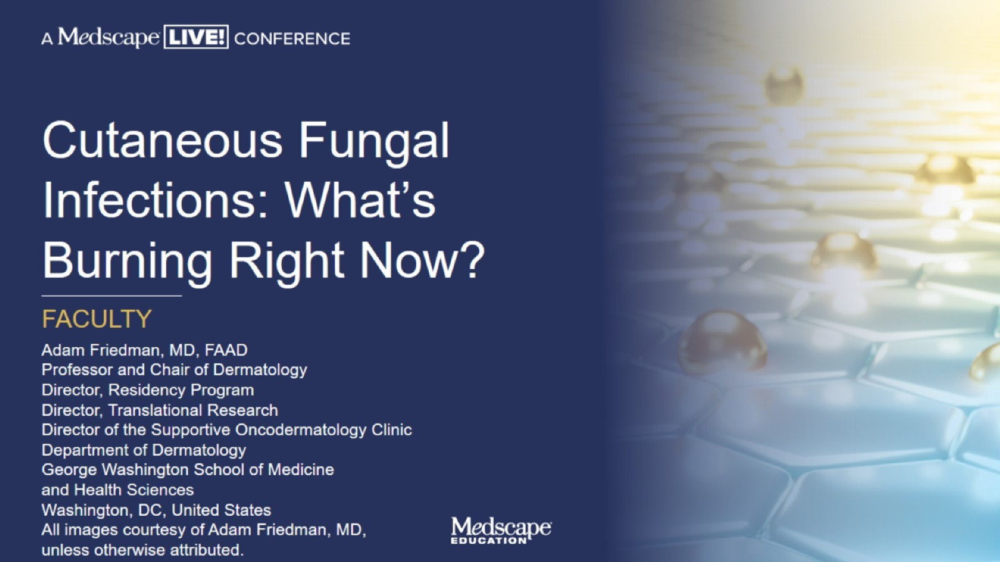 A Medscape LIVE! CONFERENCE
Cutaneous Fungal
Infections: What's
Burning Right Now?
FACULTY
Adam Friedman, MD, FAAD
Professor and Chair of Dermatology
Director, Residency Program
Director, Translational Research
Director of the Supportive Oncodermatology Clinic
Department of Dermatology
George Washington School of Medicine
and Health Sciences
Washington, DC, United States
All images courtesy of Adam Friedman, MD,
unless otherwise attributed.
Medscape
EDUCATION